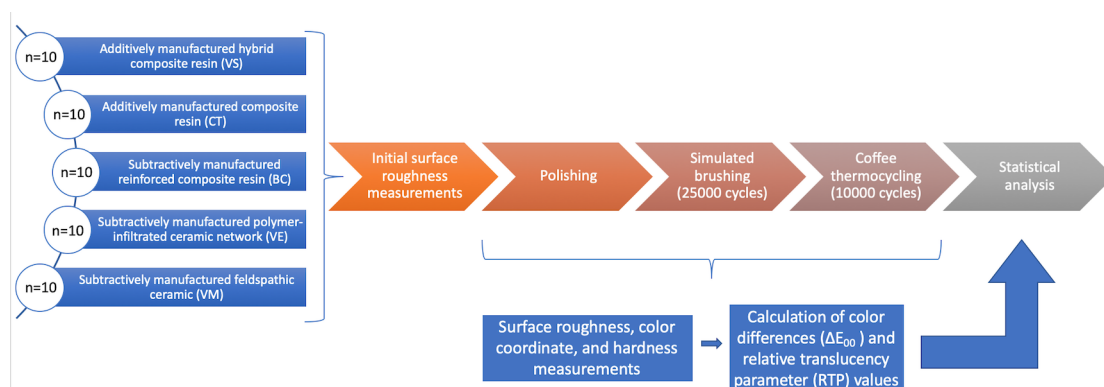 n=10
Additively manufactured hybrid
composite resin (VS)
n=10
Additively manufactured composite
resin (CT)
n=10
Subtractively manufactured
reinforced composite resin (BC)
n=10
Subtractively manufactured polymer-
infiltrated ceramic network (VE)
n=10
Subtractively manufactured feldspathic
ceramic (VM)
Initial surface
roughness
measurements
Polishing
Simulated
brushing
(25000 cycles)
Coffee
thermocycling
(10000 cycles)
Statistical
analysis
Surface roughness, color
coordinate, and hardness
measurements
Calculation of color
differences (ΔE₀₀ ) and
relative translucency
parameter (RTP) values